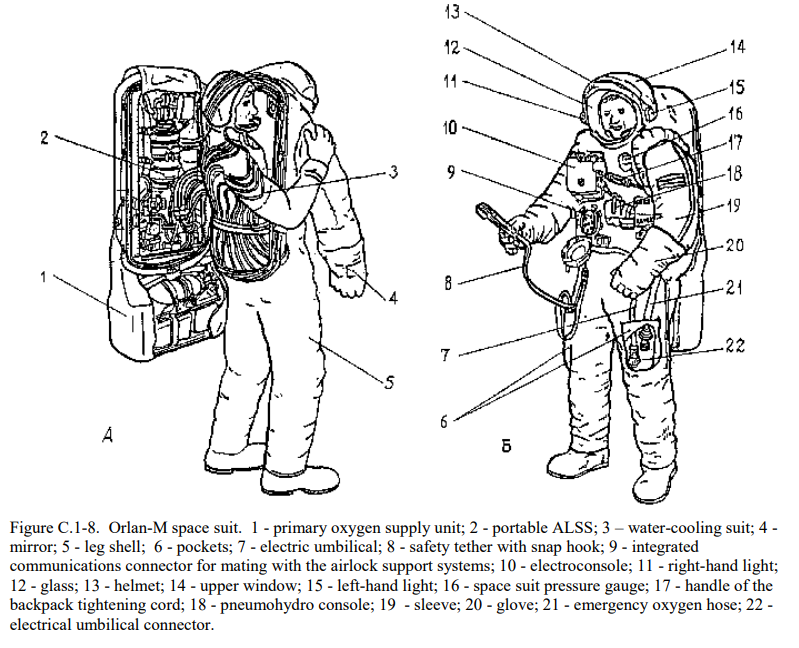 13
12
14
11
15
10
16
2
17
9
3
18
19
20
1
8
4
21
7
22
5
6
А
Б
Figure C.1-8. Orlan-M space suit. 1 - primary oxygen supply unit; 2 - portable ALSS; 3 – water-cooling suit; 4 -
mirror; 5 - leg shell; 6 - pockets; 7 - electric umbilical; 8 - safety tether with snap hook; 9 - integrated
communications connector for mating with the airlock support systems; 10 - electroconsole; 11 - right-hand light;
12 - glass; 13 - helmet; 14 - upper window; 15 - left-hand light; 16 - space suit pressure gauge; 17 - handle of the
backpack tightening cord; 18 - pneumohydro console; 19 - sleeve; 20 - glove; 21 - emergency oxygen hose; 22 -
electrical umbilical connector.